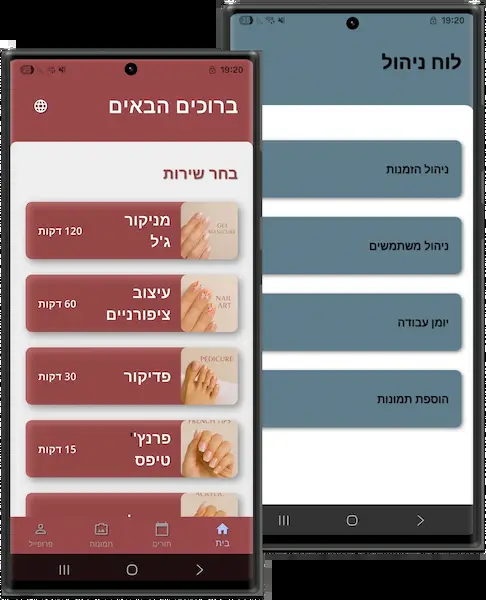 19:20
ברוכים הבאים
בחר שירות
מניקור
ג'ל
120 דקות
GEL
MANICURE
עיצוב
ציפורניים
60 דקות
NAIL
ART
פדיקור
30 דקות
PEDICURE
פרנץ'
טיפס
15 דקות
FRENCH TIPS
ACRYLIC
בית
תורים
תמונות
פרופייל
19:20
לוח ניהול
ניהול הזמנות
ניהול משתמשים
יומן עבודה
הוספת תמונות